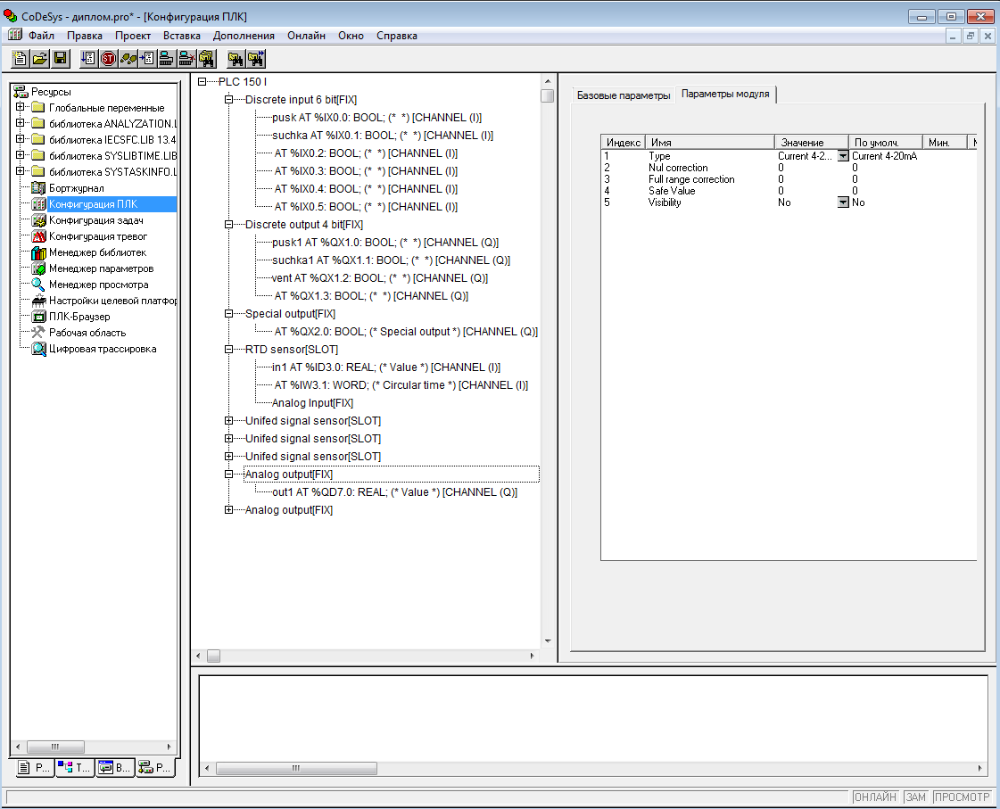 CoDeSys - диплом.pro* - [Конфигурация ПЛК]
Файл Правка Проект Вставка Дополнения Онлайн Окно Справка
Ресурсы
Глобальные переменные
библиотека ANALYZATION.L
библиотека IECSFC.LIB 13.4
библиотека SYSLIBTIME.LIB
библиотека SYSTASKINFO.L
Бортжурнал
Конфигурация ПЛК
Конфигурация задач
Конфигурация тревог
Менеджер библиотек
Менеджер параметров
Менеджер просмотра
Настройки целевой платфор
ПЛК-Браузер
Рабочая область
Цифровая трассировка
Р... Т... В... Р...
PLC 150 I
Discrete input 6 bit[FIX]
pusk AT %IX0.0: BOOL; (* *) [CHANNEL (I)]
suchka AT %IX0.1: BOOL; (* *) [CHANNEL (I)]
AT %IX0.2: BOOL; (* *) [CHANNEL (I)]
AT %IX0.3: BOOL; (* *) [CHANNEL (I)]
AT %IX0.4: BOOL; (* *) [CHANNEL (I)]
AT %IX0.5: BOOL; (* *) [CHANNEL (I)]
Discrete output 4 bit[FIX]
pusk1 AT %QX1.0: BOOL; (* *) [CHANNEL (Q)]
suchka1 AT %QX1.1: BOOL; (* *) [CHANNEL (Q)]
vent AT %QX1.2: BOOL; (* *) [CHANNEL (Q)]
AT %QX1.3: BOOL; (* *) [CHANNEL (Q)]
Special output[FIX]
AT %QX2.0: BOOL; (* Special output *) [CHANNEL (Q)]
RTD sensor[SLOT]
in1 AT %ID3.0: REAL; (* Value *) [CHANNEL (I)]
AT %IW3.1: WORD; (* Circular time *) [CHANNEL (I)]
Analog Input[FIX]
Unifed signal sensor[SLOT]
Unifed signal sensor[SLOT]
Unifed signal sensor[SLOT]
Analog output[FIX]
out1 AT %QD7.0: REAL; (* Value *) [CHANNEL (Q)]
Analog output[FIX]
Базовые параметры Параметры модуля
Индекс Имя Значение По умолч. Мин.
1 Type Current 4-2... Current 4-20mA
2 Nul correction 0 0
3 Full range correction 0 0
4 Safe Value 0 0
5 Visibility No No
ОНЛАЙН ЗАМ ПРОСМОТР